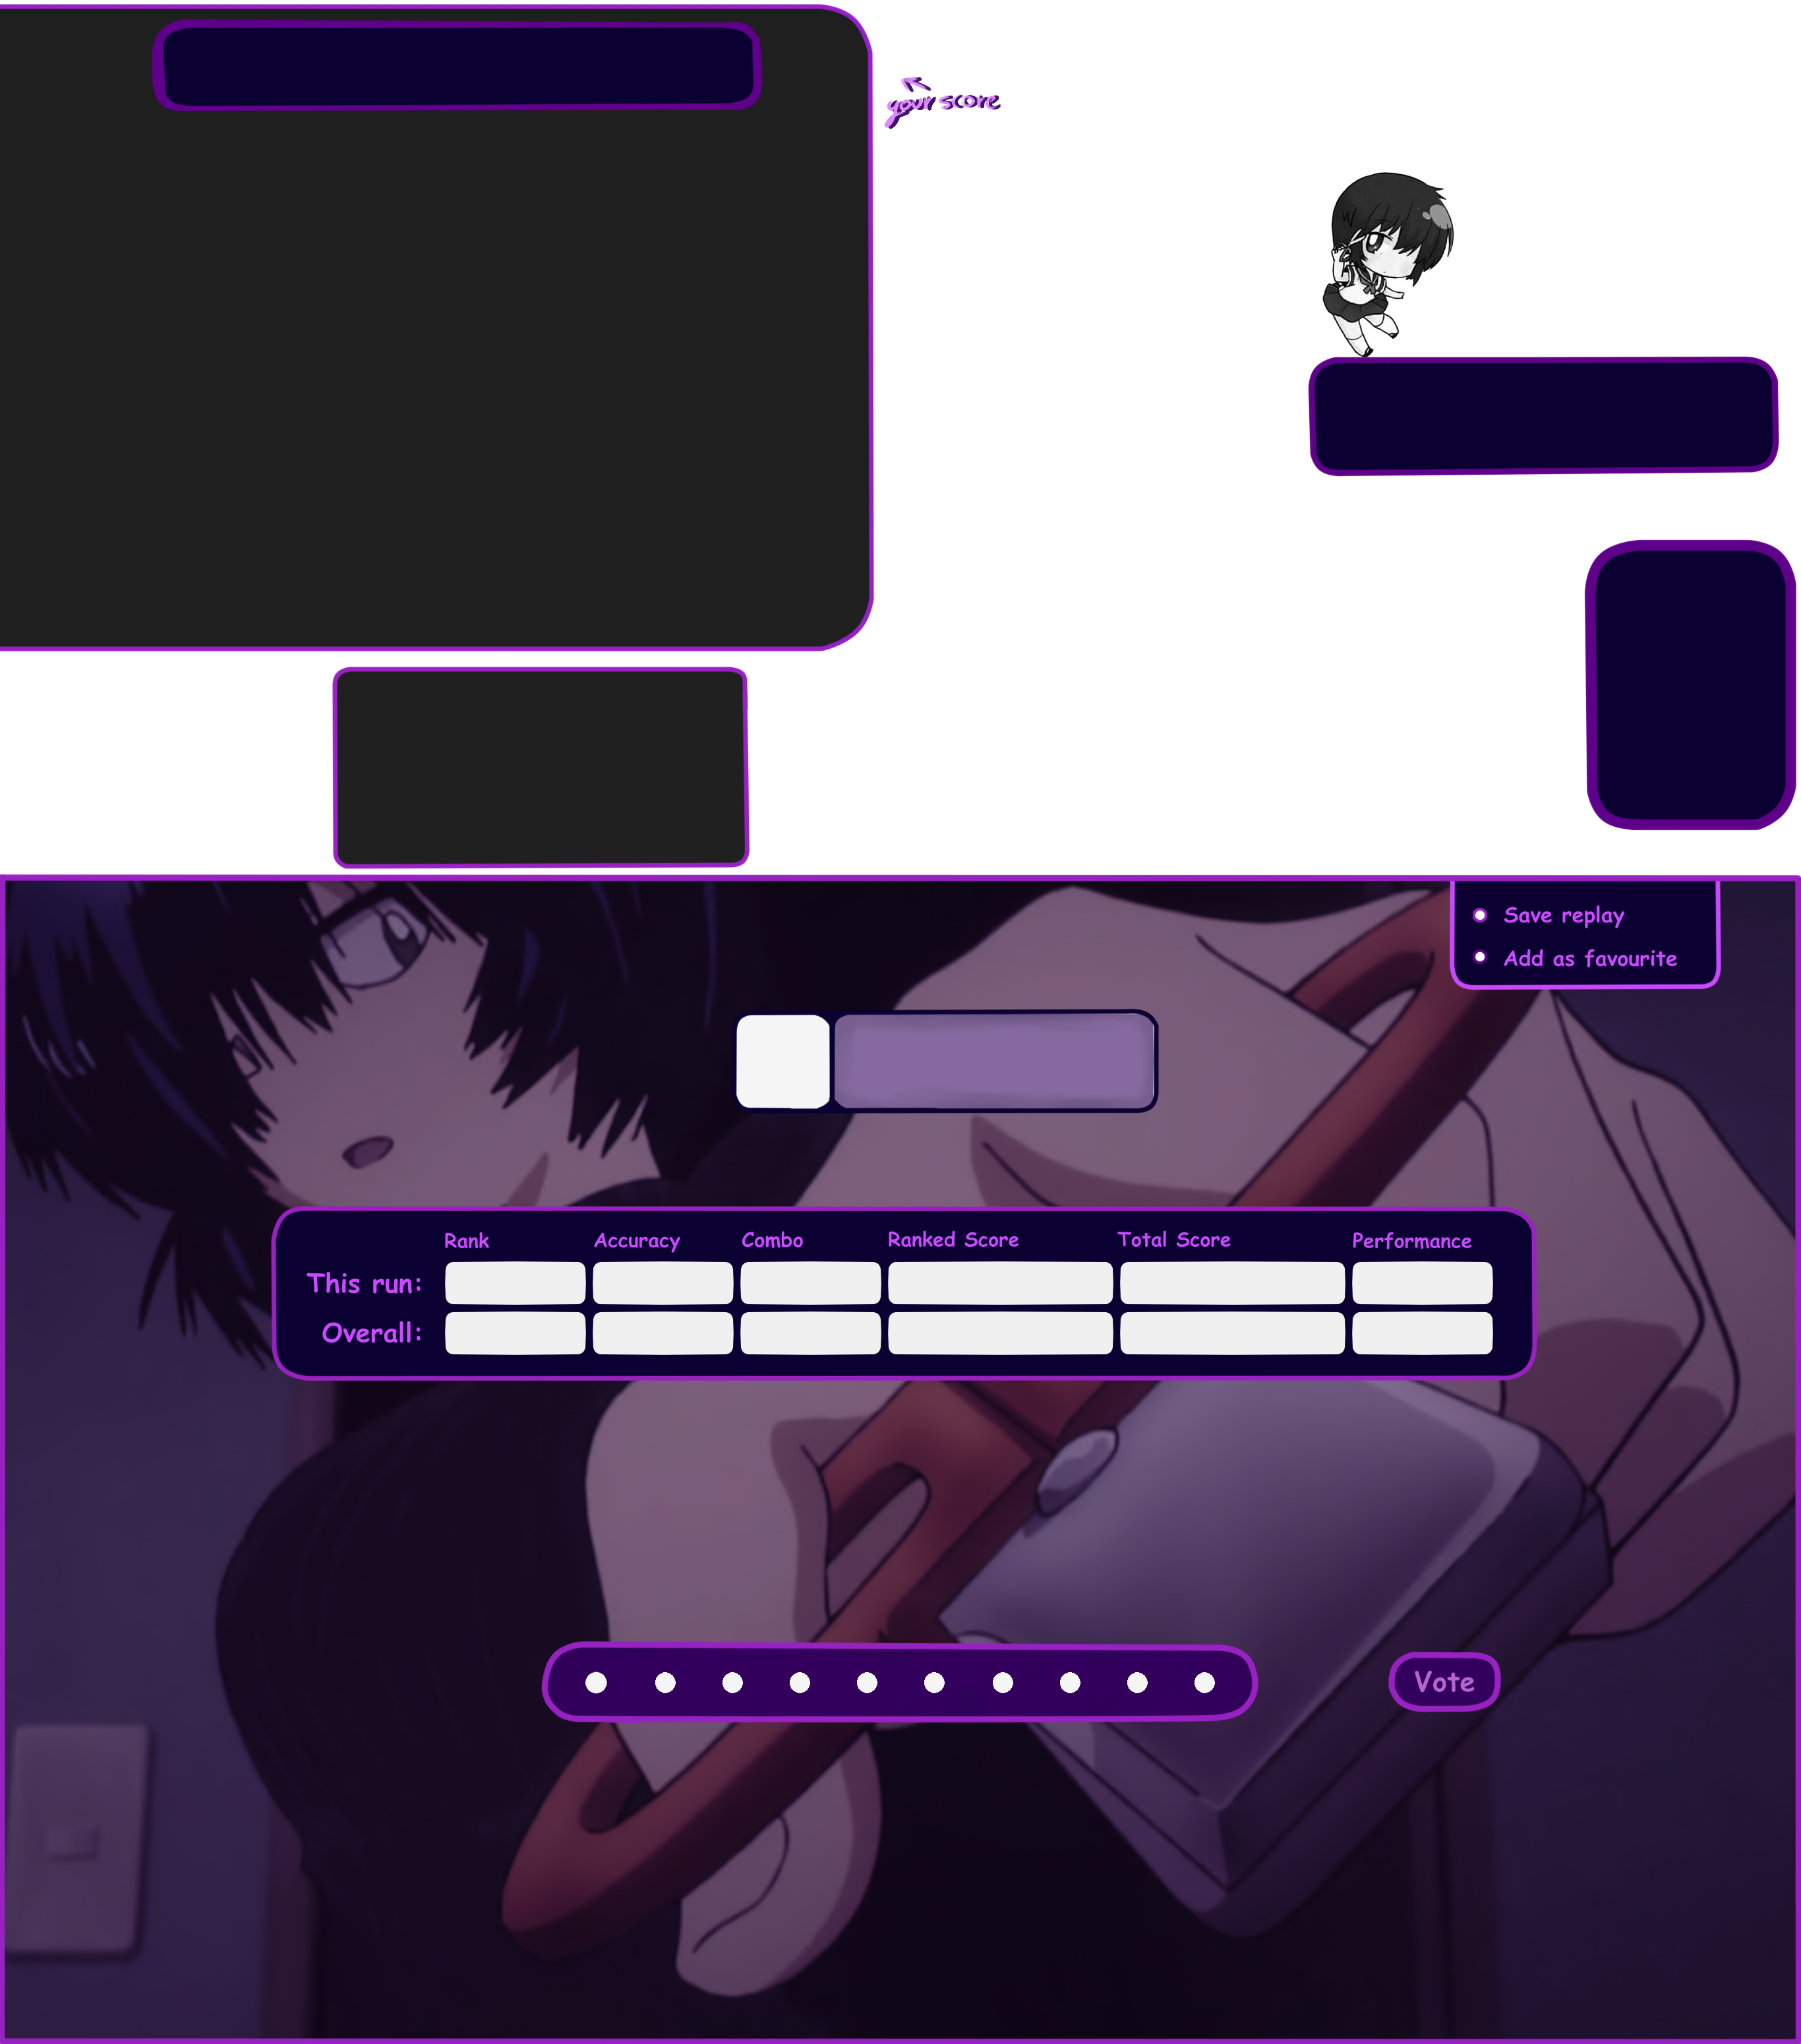 your score
Save replay
Add as favourite
Rank Accuracy Combo Ranked Score Total Score Performance
This run:
Overall:
Vote